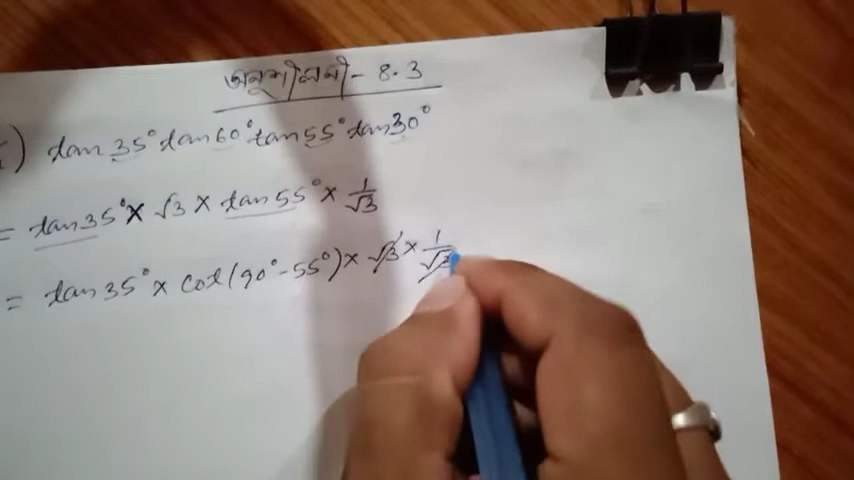 অনুশীলনী - 8.3
) tan 35° tan 60° tan 55° tan 30°
= tan 35° × √3 × tan 55° × 1/√3
= tan 35° × cot (90° - 55°) × √3 × 1/√3